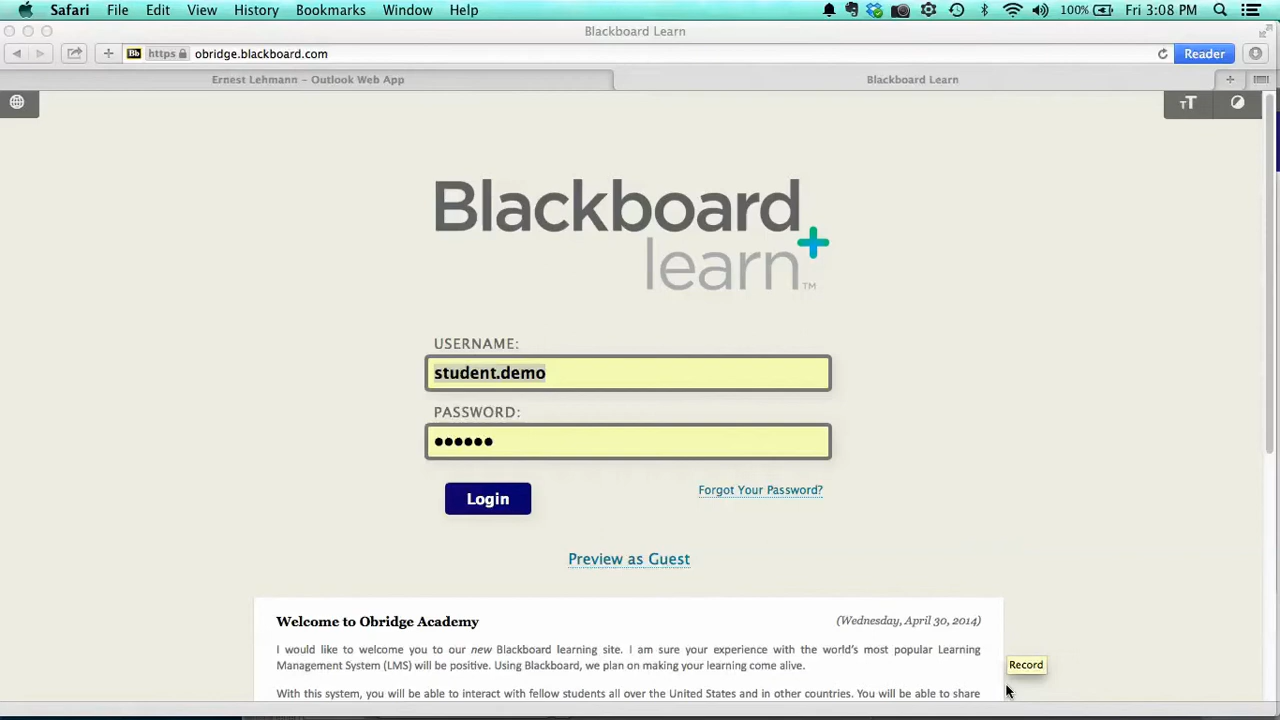 Safari File Edit View History Bookmarks Window Help 100% Fri 3:08 PM
Blackboard Learn
Bb https obridge.blackboard.com Reader
Ernest Lehmann – Outlook Web App Blackboard Learn
TT
Blackboard
learn™
USERNAME:
student.demo
PASSWORD:
••••••
Login Forgot Your Password?
Preview as Guest
Welcome to Obridge Academy (Wednesday, April 30, 2014)
I would like to welcome you to our new Blackboard learning site. I am sure your experience with the world's most popular Learning
Management System (LMS) will be positive. Using Blackboard, we plan on making your learning come alive.
Record
With this system, you will be able to interact with fellow students all over the United States and in other countries. You will be able to share